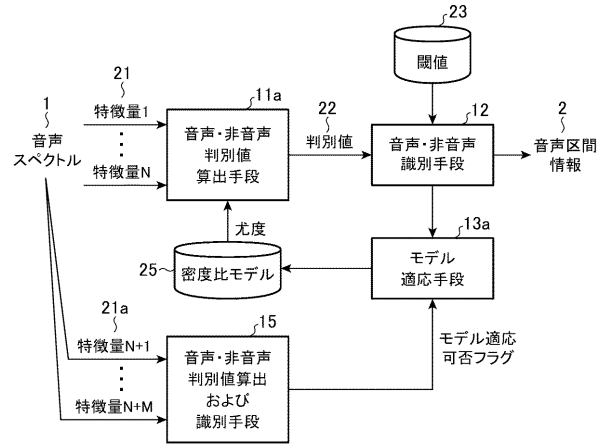 23
閾値
21
1
特徴量1
11a
22
12
2
音声
スペクトル
音声・非音声
判別値
算出手段
判別値
音声・非音声
識別手段
音声区間
情報
特徴量N
尤度
13a
25
密度比モデル
モデル
適応手段
21a
15
特徴量N+1
モデル適応
可否フラグ
音声・非音声
判別値算出
および
識別手段
特徴量N+M